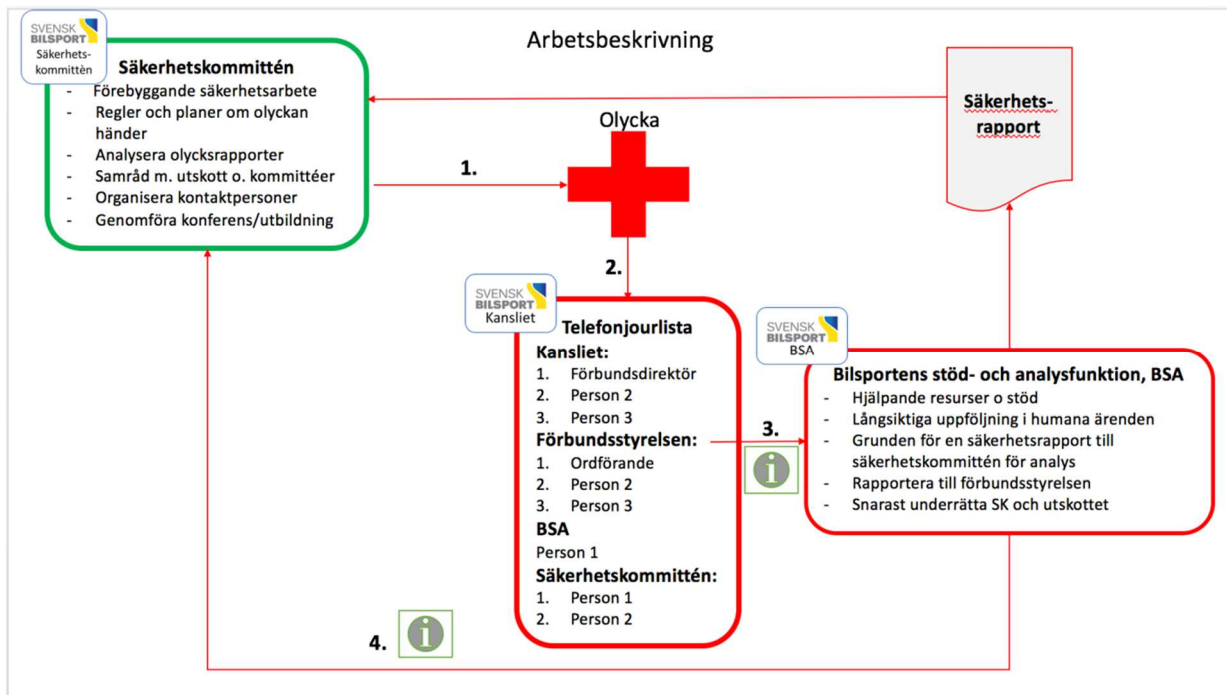 Arbetsbeskrivning
SVENSK
BILSPORT
Säkerhets-
kommittèn
Säkerhetskommittén
- Förebyggande säkerhetsarbete
- Regler och planer om olyckan
händer
- Analysera olycksrapporter
- Samråd m. utskott o. kommittéer
- Organisera kontaktpersoner
- Genomföra konferens/utbildning
1.
Olycka
Säkerhets-
rapport
2.
SVENSK
BILSPORT
Kansliet
Telefonjourlista
Kansliet:
1. Förbundsdirektör
2. Person 2
3. Person 3
Förbundsstyrelsen:
1. Ordförande
2. Person 2
3. Person 3
BSA
Person 1
Säkerhetskommittén:
1. Person 1
2. Person 2
3.
i
SVENSK
BILSPORT
BSA
Bilsportens stöd- och analysfunktion, BSA
- Hjälpande resurser o stöd
- Långsiktiga uppföljning i humana ärenden
- Grunden för en säkerhetsrapport till
säkerhetskommittén för analys
- Rapportera till förbundsstyrelsen
- Snarast underrätta SK och utskottet
4.
i